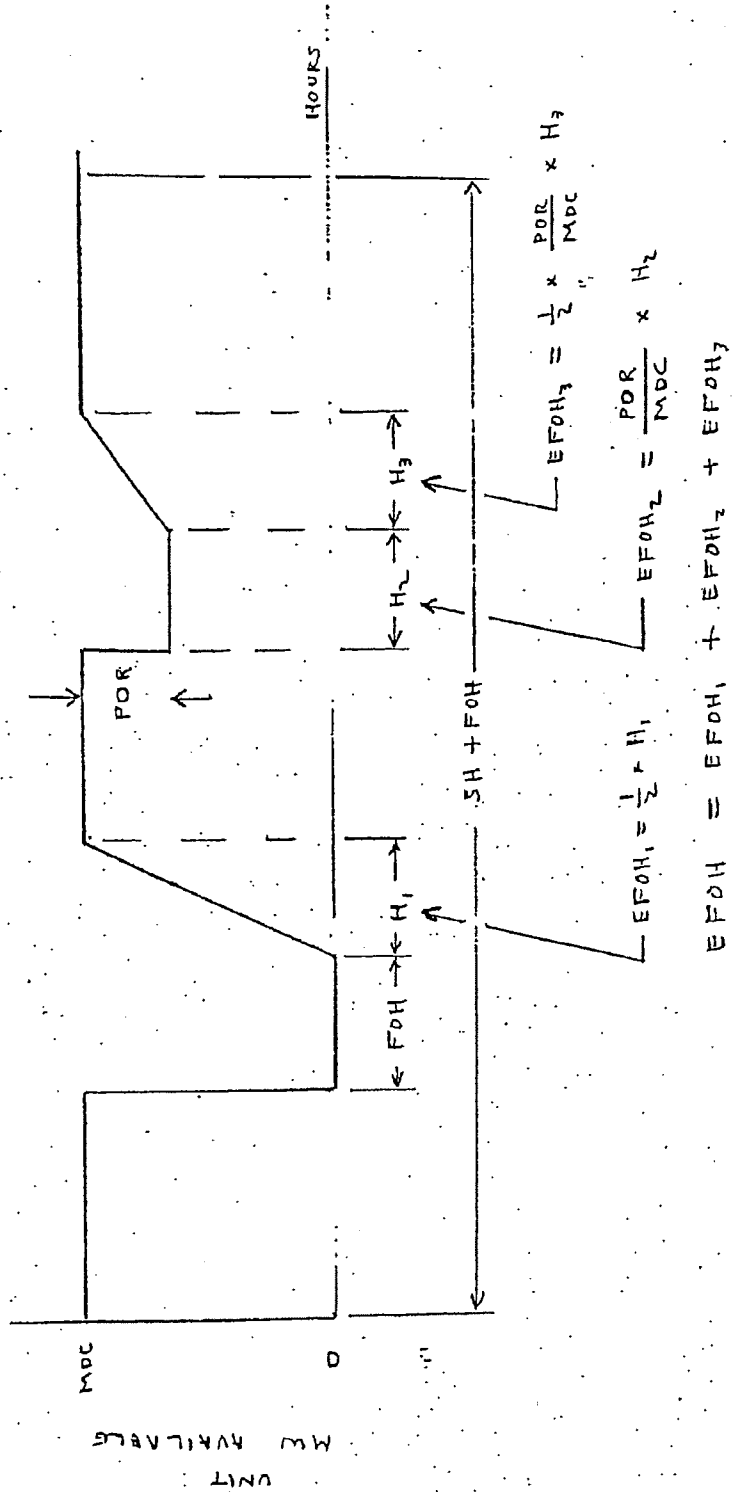 UNIT
MW AVAILABLE
MDC
0
POR
HOURS
FOH
H₁
H₂
H₃
SH + FOH
EFOH₃ = 1/2 × POR/MDC × H₃
EFOH₂ = POR/MDC × H₂
EFOH₁ = 1/2 × H₁
EFOH = EFOH₁ + EFOH₂ + EFOH₃